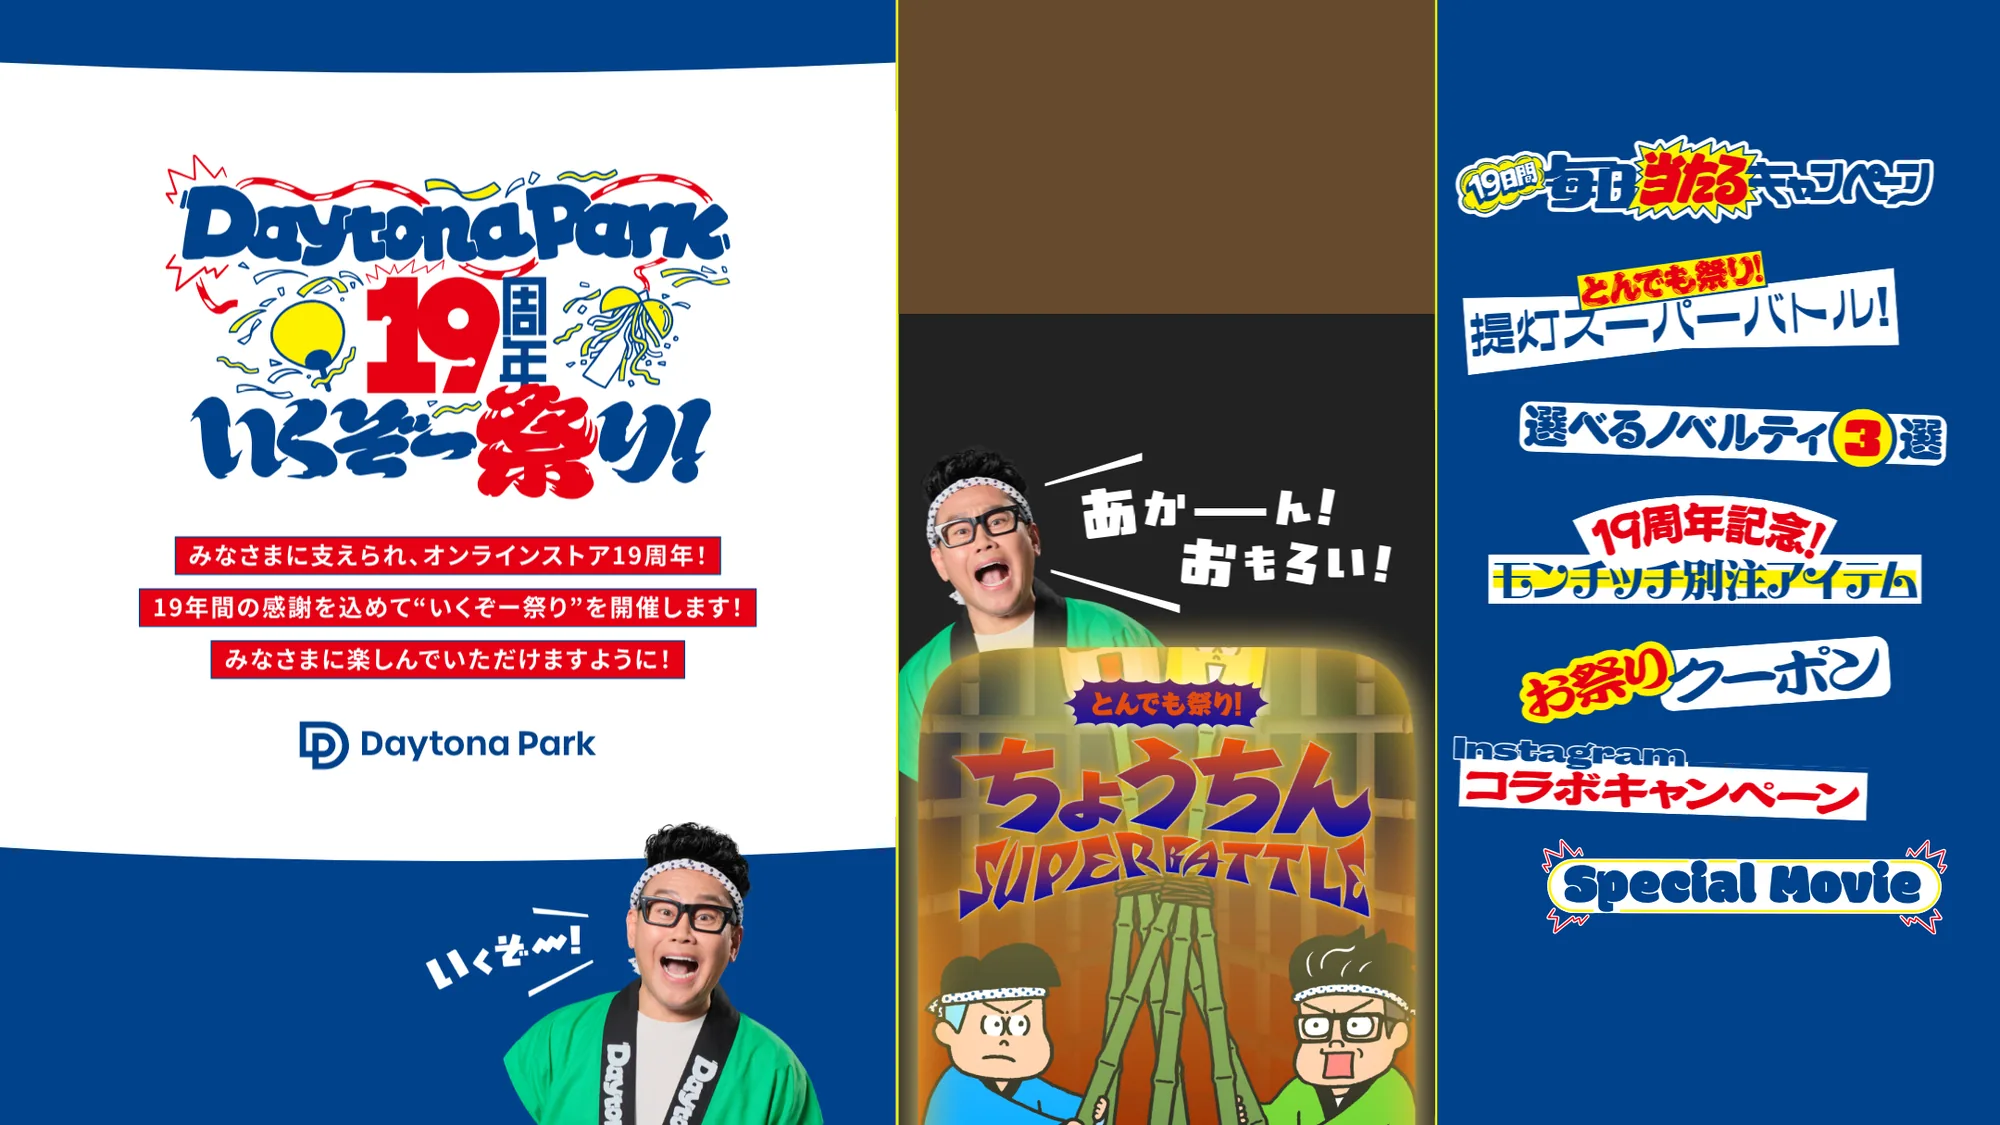 Daytona Park
19周年
いくぞー祭り!
みなさまに支えられ、オンラインストア19周年!
19年間の感謝を込めて“いくぞー祭り”を開催します!
みなさまに楽しんでいただけますように!
Daytona Park
いくぞー!
Dayto
Dayto
あかーん!
おもろい!
とんでも祭り!
ちょうちん
SUPER BATTLE
19日間毎日当たるキャンペーン
とんでも祭り!
提灯スーパーバトル!
選べるノベルティ3選
19周年記念!
モンチッチ別注アイテム
お祭りクーポン
Instagram
コラボキャンペーン
Special Movie